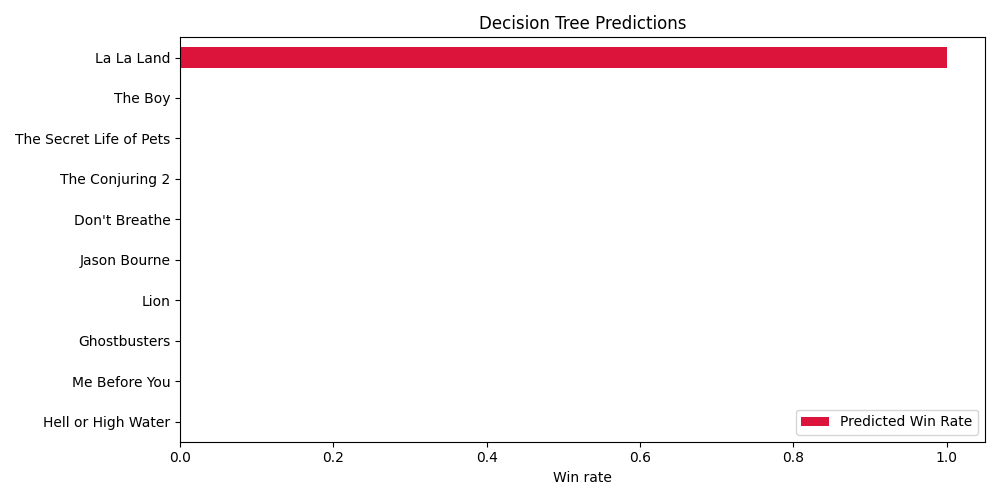 Decision Tree Predictions
La La Land
The Boy
The Secret Life of Pets
The Conjuring 2
Don't Breathe
Jason Bourne
Lion
Ghostbusters
Me Before You
Hell or High Water
Predicted Win Rate
0.0 0.2 0.4 0.6 0.8 1.0
Win rate